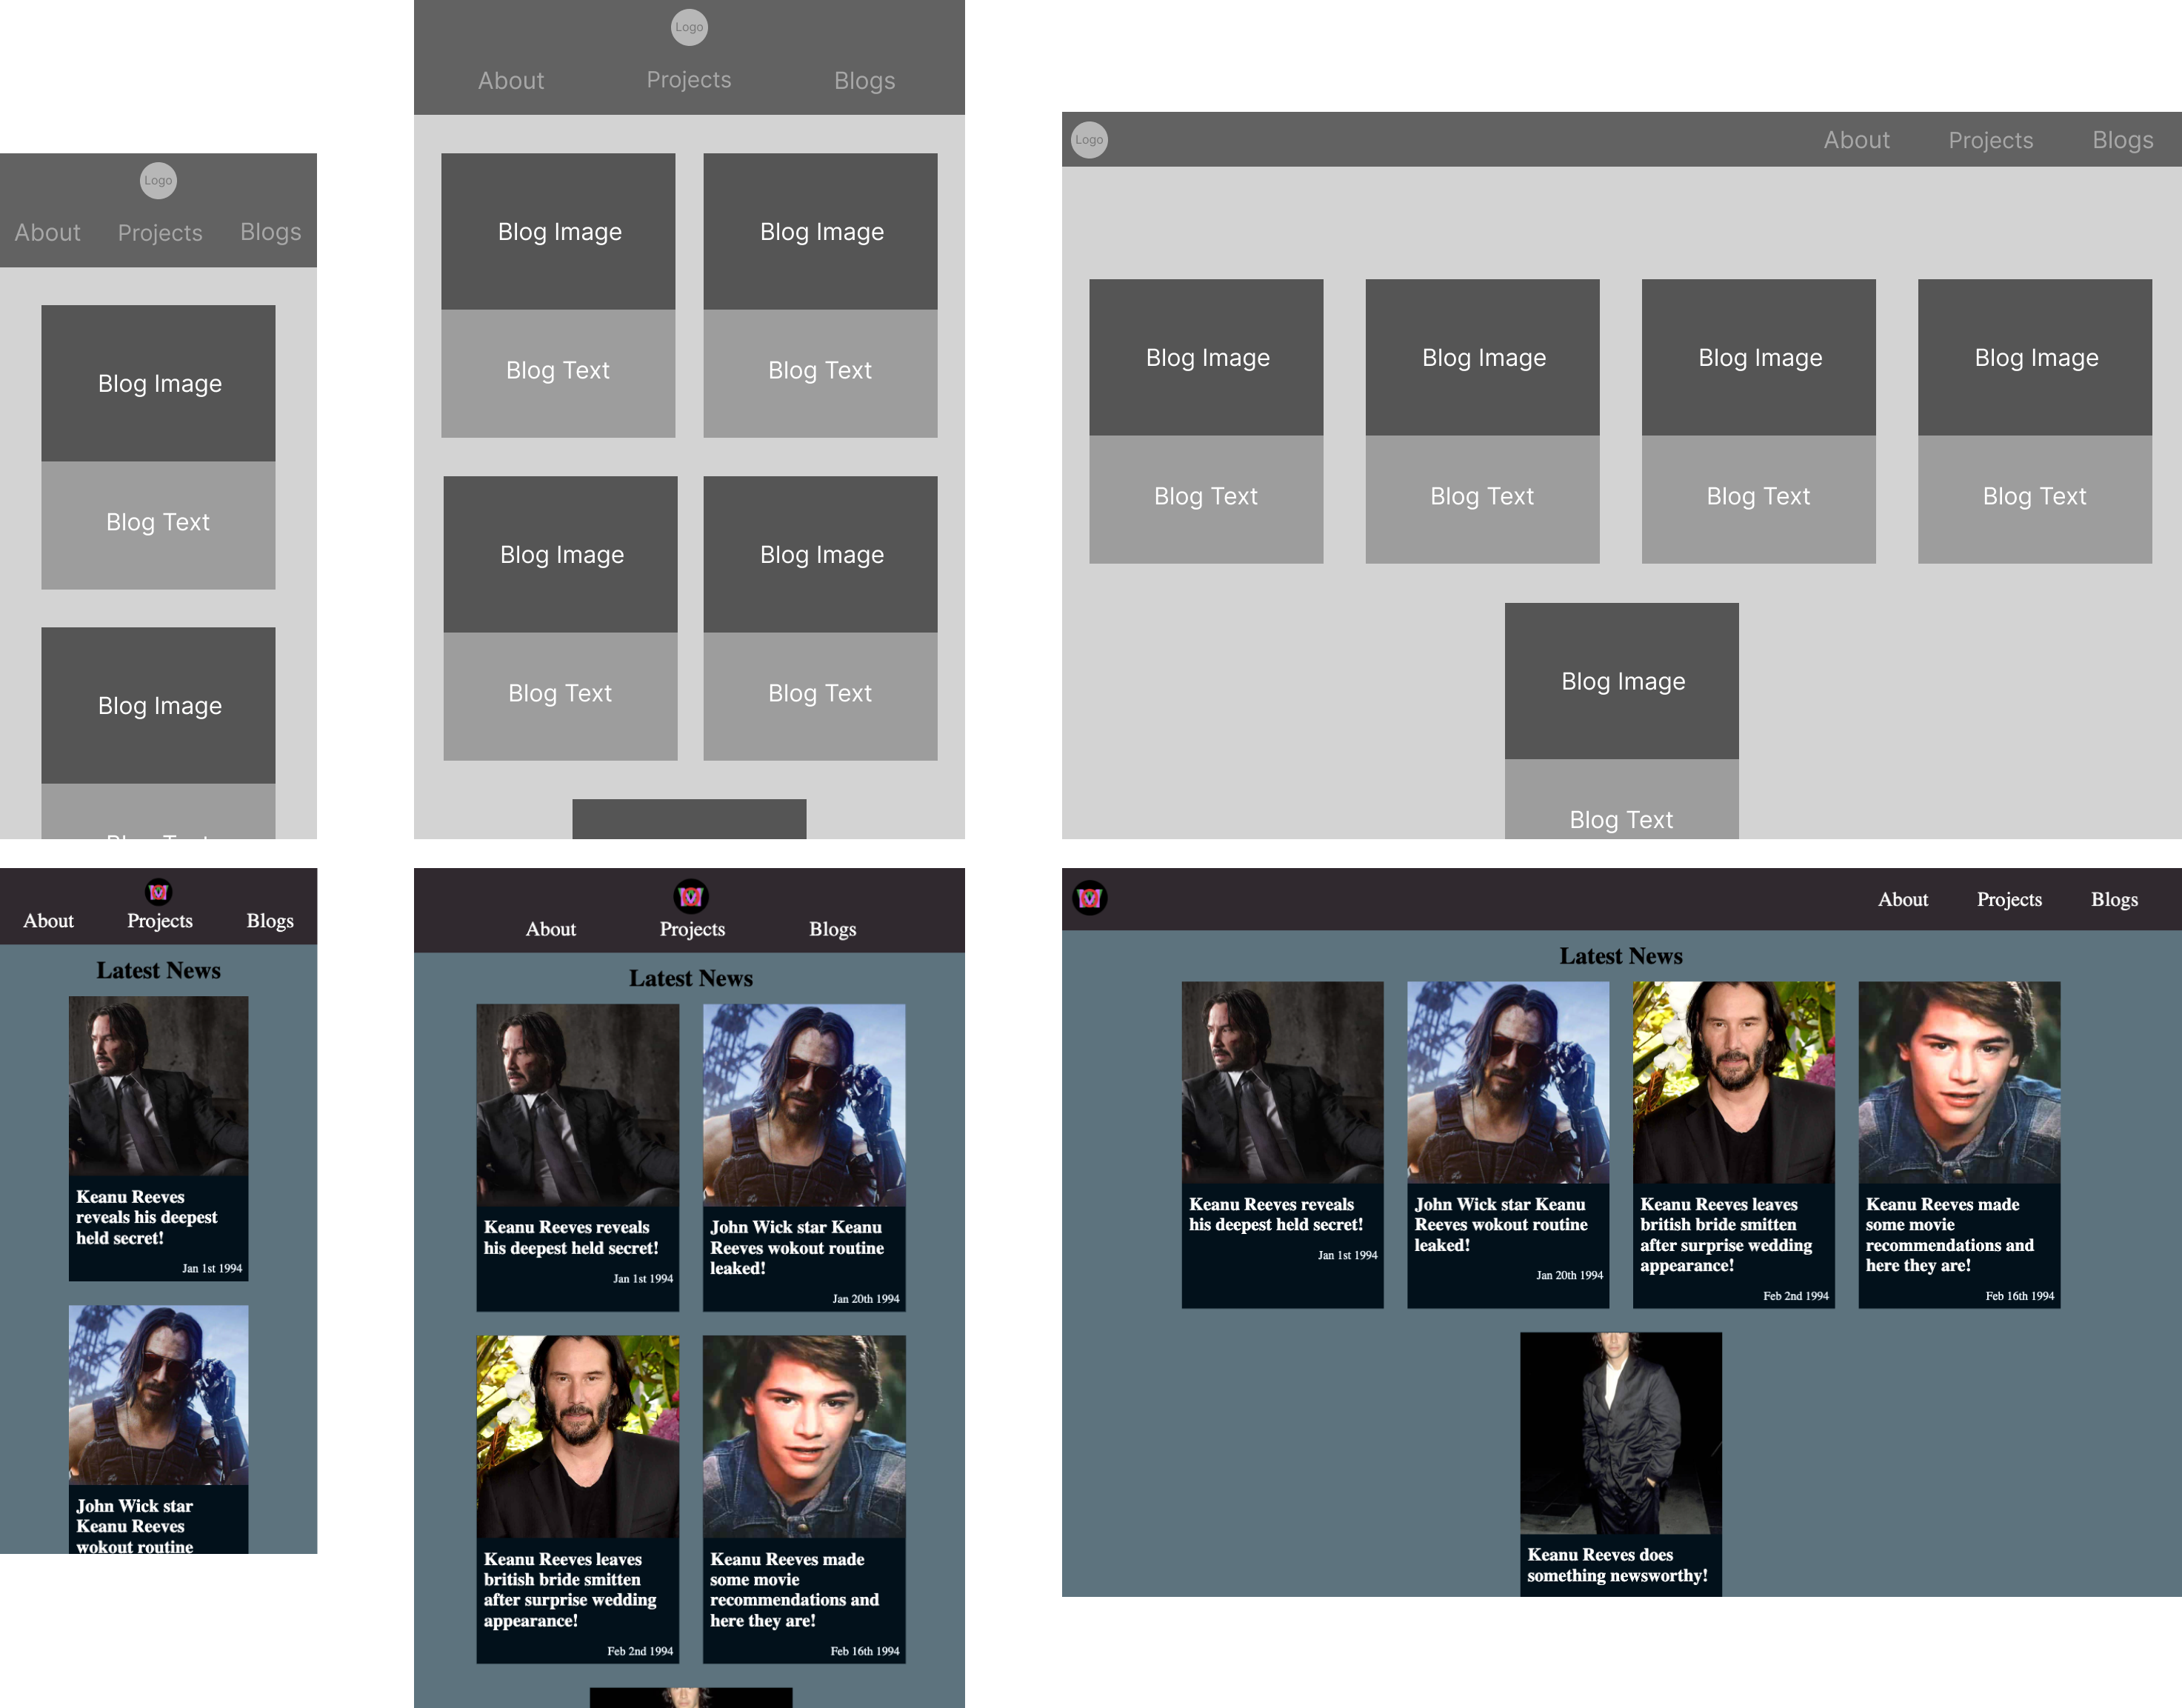 Logo
About Projects Blogs
Blog Image
Blog Text
Blog Image
Logo
About Projects Blogs
Blog Image Blog Image
Blog Text Blog Text
Blog Image Blog Image
Blog Text Blog Text
Logo About Projects Blogs
Blog Image Blog Image Blog Image Blog Image
Blog Text Blog Text Blog Text Blog Text
Blog Image
Blog Text
About Projects Blogs
Latest News
Keanu Reeves
reveals his deepest
held secret!
Jan 1st 1994
John Wick star
Keanu Reeves
wokout routine
About Projects Blogs
Latest News
Keanu Reeves reveals
his deepest held secret!
Jan 1st 1994
John Wick star Keanu
Reeves wokout routine
leaked!
Jan 20th 1994
Keanu Reeves leaves
british bride smitten
after surprise wedding
appearance!
Feb 2nd 1994
Keanu Reeves made
some movie
recommendations and
here they are!
Feb 16th 1994
About Projects Blogs
Latest News
Keanu Reeves reveals
his deepest held secret!
Jan 1st 1994
John Wick star Keanu
Reeves wokout routine
leaked!
Jan 20th 1994
Keanu Reeves leaves
british bride smitten
after surprise wedding
appearance!
Feb 2nd 1994
Keanu Reeves made
some movie
recommendations and
here they are!
Feb 16th 1994
Keanu Reeves does
something newsworthy!